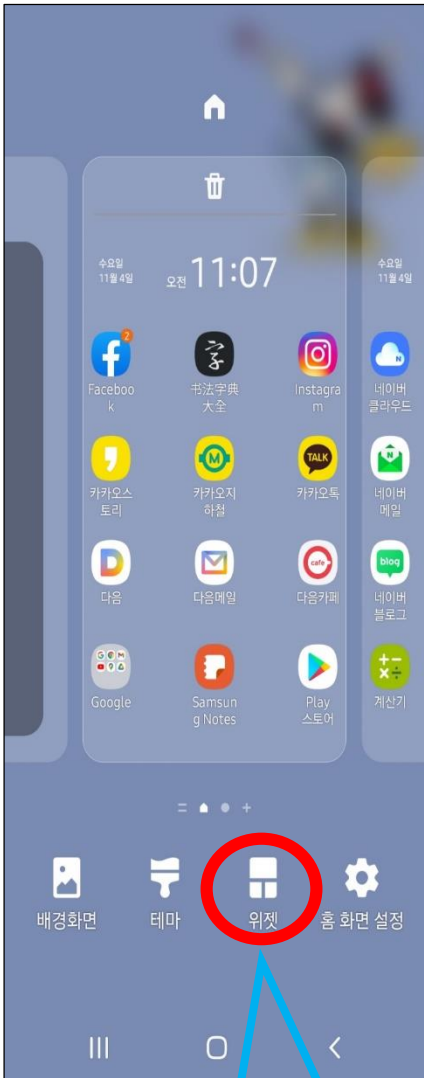 수요일
11월 4일
오전 11:07
수요일
11월 4일
2
Faceboo
k
字
书法字典
大全
Instagra
m
N
네이버
클라우드
카카오스
토리
M
카카오지
하철
TALK
카카오톡
N
네이버
메일
D
다음
다음메일
cafe
다음카페
blog
네이버
블로그
Google
Samsun
g Notes
Play
스토어
계산기
배경화면
테마
위젯
홈 화면 설정